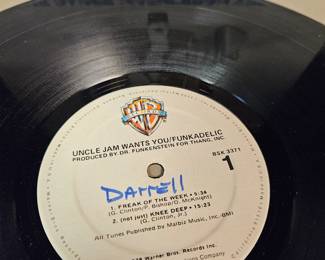 UNCLE JAM WANTS YOU/FUNKADELIC
PRODUCED BY DR. FUNKENSTEIN FOR THANG, INC.
BSK 3371
1
Darrell
1. FREAK OF THE WEEK • 5:34
(G. Clinton/P. Bishop/D. McKnight)
2. (not just) KNEE DEEP • 15:23
(G. Clinton, Jr.)
All Tunes Published by Malbiz Music, Inc.-BMI
Warner Bros. Records Inc.